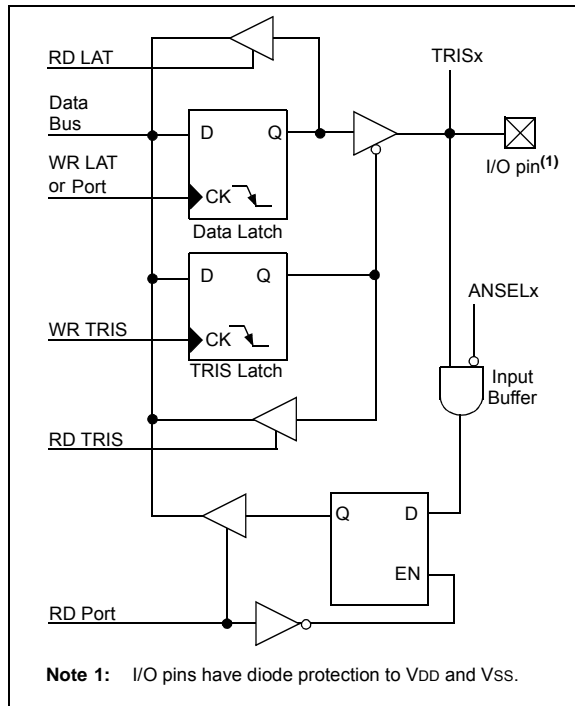 RD LAT
TRISx
Data
Bus
D Q
I/O pin(1)
WR LAT
or Port
CK
Data Latch
D Q
ANSELx
WR TRIS
CK
TRIS Latch
Input
Buffer
RD TRIS
Q D
EN
RD Port
Note 1: I/O pins have diode protection to VDD and VSS.